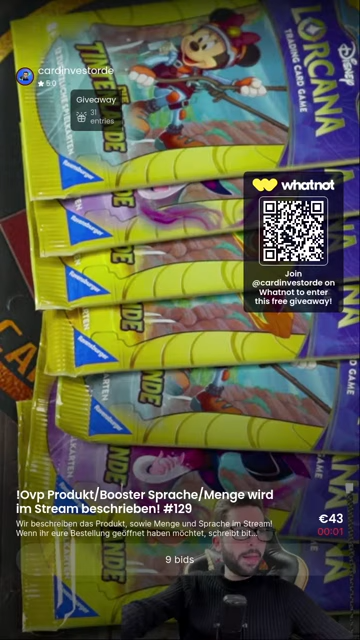 cardinvestorde
★ 5.0
Giveaway
31
entries
Disney
LORCANA
TRADING CARD GAME
Ravensburger
whatnot
Join
@cardinvestorde on
Whatnot to enter
this free giveaway!
!Ovp Produkt/Booster Sprache/Menge wird
im Stream beschrieben! #129
Wir beschreiben das Produkt, sowie Menge und Sprache im Stream!
Wenn ihr eure Bestellung geöffnet haben möchtet, schreibt bit...
€43
00:01
9 bids